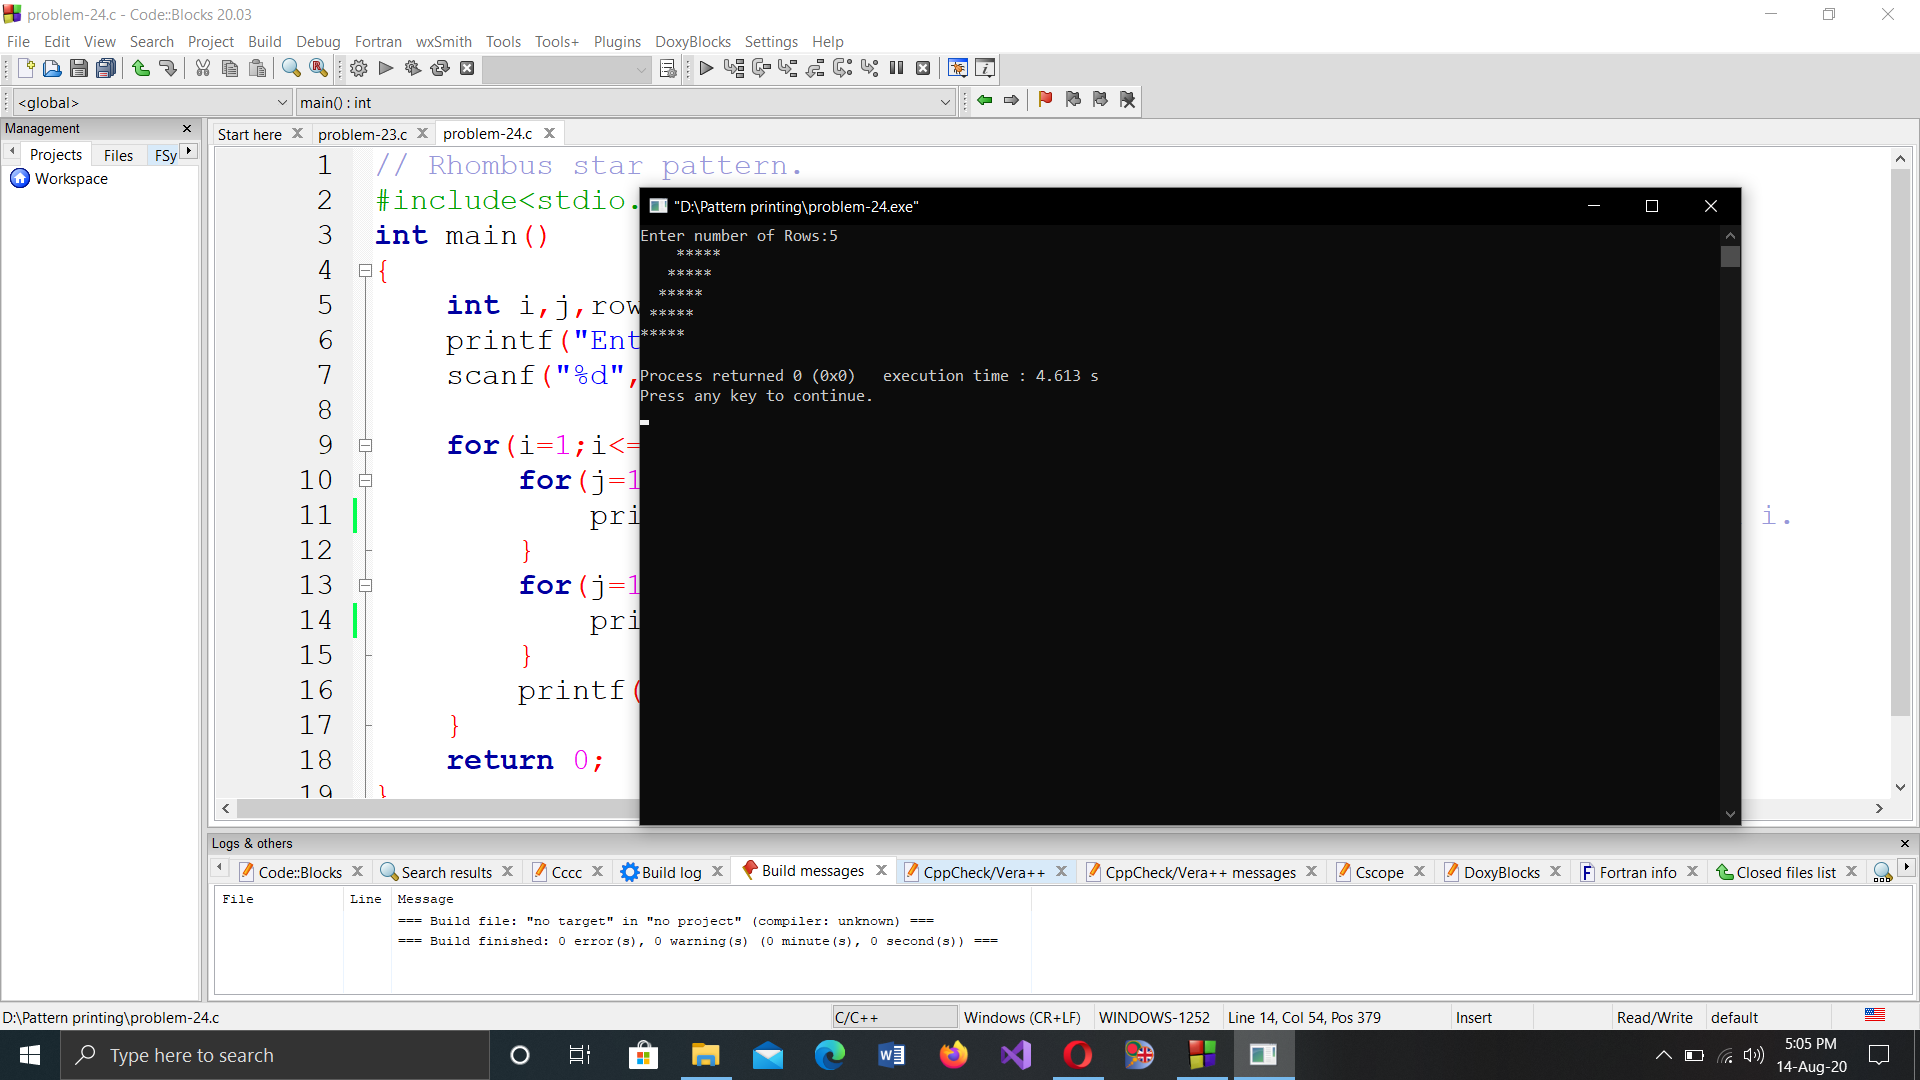 problem-24.c - Code::Blocks 20.03
File Edit View Search Project Build Debug Fortran wxSmith Tools Tools+ Plugins DoxyBlocks Settings Help
<global> main() : int
Management
Projects Files FSy
Workspace
Start here problem-23.c problem-24.c
1 // Rhombus star pattern.
2 #include<stdio.
3 int main()
4 {
5 int i,j,row
6 printf("Ent
7 scanf("%d",
8
9 for(i=1;i<=
10 for(j=1
11 pri i.
12 }
13 for(j=1
14 pri
15 }
16 printf(
17 }
18 return 0;
19 }
"D:\Pattern printing\problem-24.exe"
Enter number of Rows:5
    *****
   *****
  *****
 *****
*****
Process returned 0 (0x0)   execution time : 4.613 s
Press any key to continue.
Logs & others
Code::Blocks Search results Cccc Build log Build messages CppCheck/Vera++ CppCheck/Vera++ messages Cscope DoxyBlocks Fortran info Closed files list
File Line Message
=== Build file: "no target" in "no project" (compiler: unknown) ===
=== Build finished: 0 error(s), 0 warning(s) (0 minute(s), 0 second(s)) ===
D:\Pattern printing\problem-24.c C/C++ Windows (CR+LF) WINDOWS-1252 Line 14, Col 54, Pos 379 Insert Read/Write default
Type here to search
5:05 PM
14-Aug-20